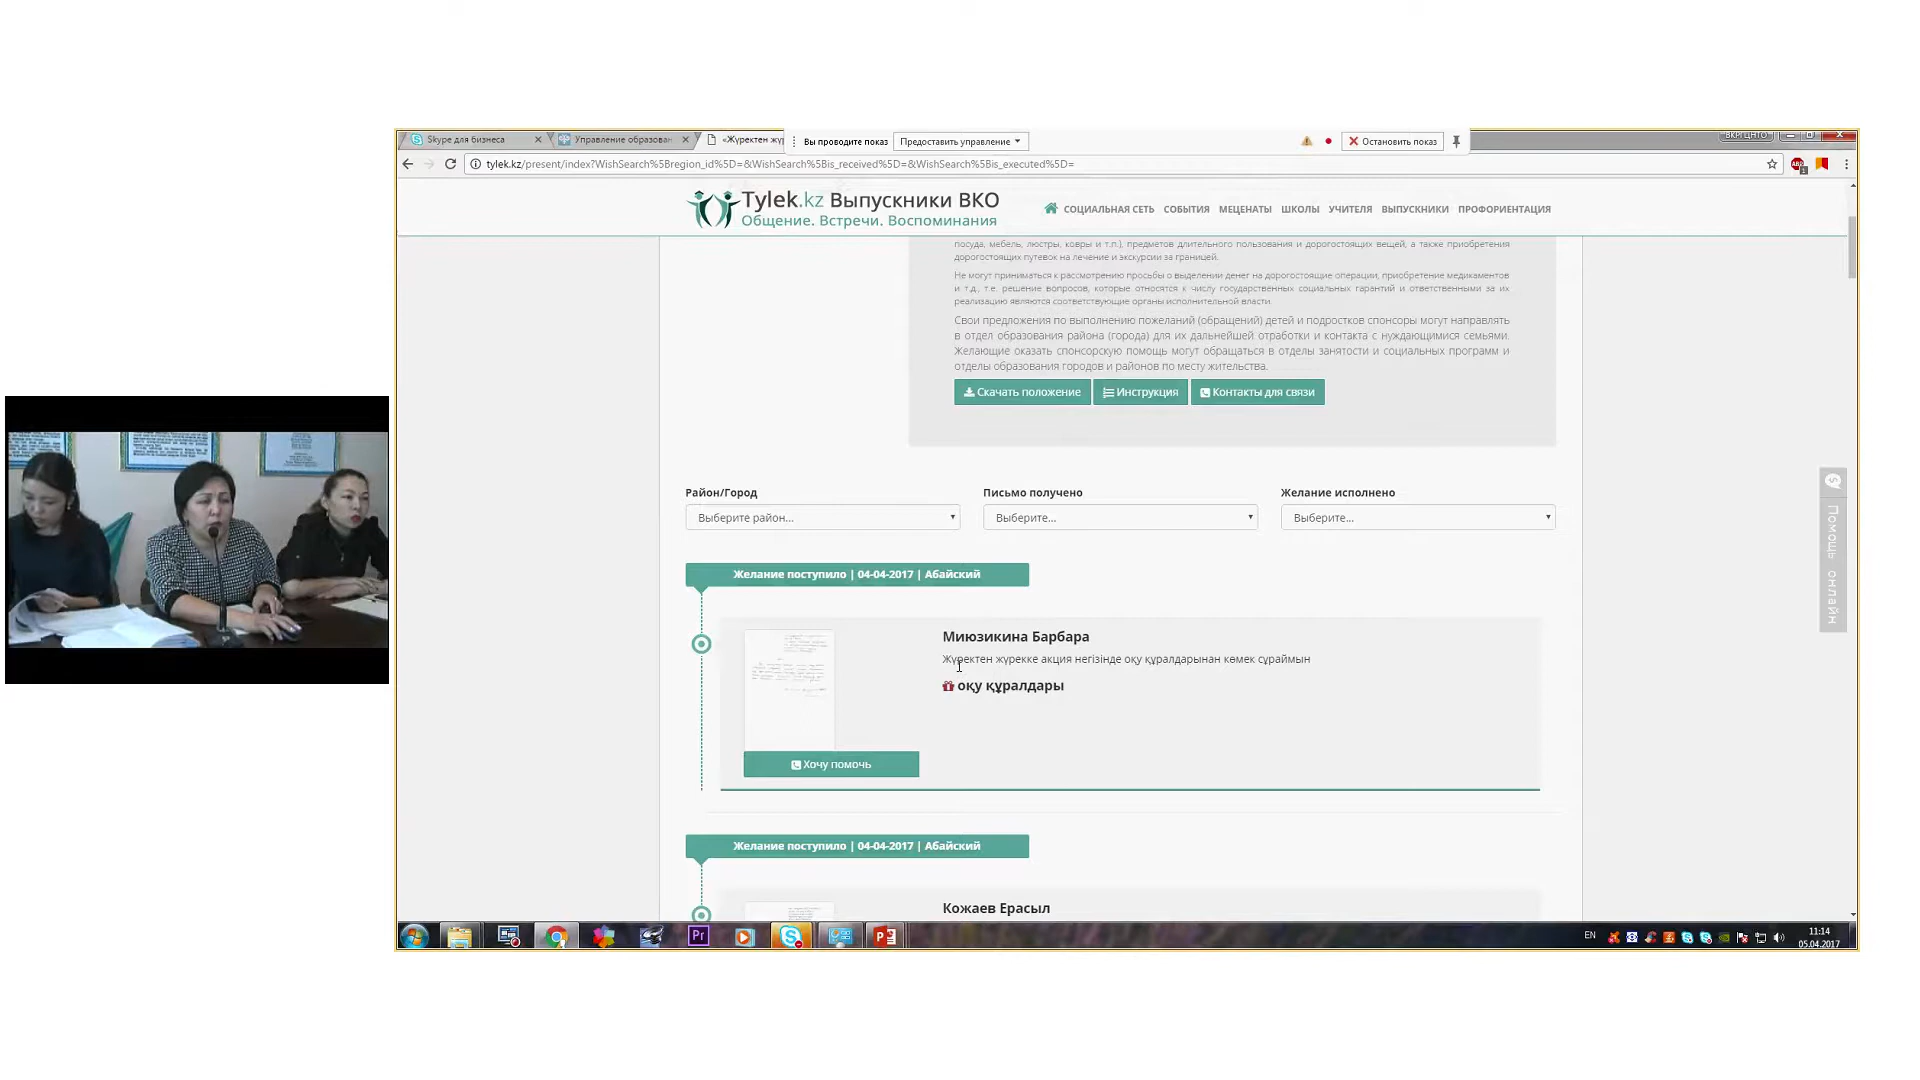 Skype для бизнеса
Управление образован
«Жүректен жүр
Вы проводите показ
Предоставить управление
Остановить показ
ВКРГЦНТО
tylek.kz/present/index?WishSearch%5Bregion_id%5D=&WishSearch%5Bis_received%5D=&WishSearch%5Bis_executed%5D=
Tylek.kz Выпускники ВКО
Общение. Встречи. Воспоминания
СОЦИАЛЬНАЯ СЕТЬ СОБЫТИЯ МЕЦЕНАТЫ ШКОЛЫ УЧИТЕЛЯ ВЫПУСКНИКИ ПРОФОРИЕНТАЦИЯ
посуда, мебель, люстры, ковры и т.п.), предметов длительного пользования и дорогостоящих вещей, а также приобретения
дорогостоящих путевок на лечение и экскурсии за границей.
Не могут приниматься к рассмотрению просьбы о выделении денег на дорогостоящие операции, приобретение медикаментов
и т.д., т.е. решение вопросов, которые относятся к числу государственных социальных гарантий и ответственными за их
реализацию являются соответствующие органы исполнительной власти.
Свои предложения по выполнению пожеланий (обращений) детей и подростков спонсоры могут направлять
в отдел образования района (города) для их дальнейшей отработки и контакта с нуждающимися семьями.
Желающие оказать спонсорскую помощь могут обращаться в отделы занятости и социальных программ и
отделы образования городов и районов по месту жительства.
Скачать положение Инструкция Контакты для связи
Район/Город Письмо получено Желание исполнено
Выберите район... Выберите... Выберите...
Помощь онлайн
Желание поступило | 04-04-2017 | Абайский
Миюзикина Барбара
Жүректен жүрекке акция негізінде оқу құралдарынан көмек сұраймын
оқу құралдары
Хочу помочь
Желание поступило | 04-04-2017 | Абайский
Кожаев Ерасыл
EN
11:14
05.04.2017